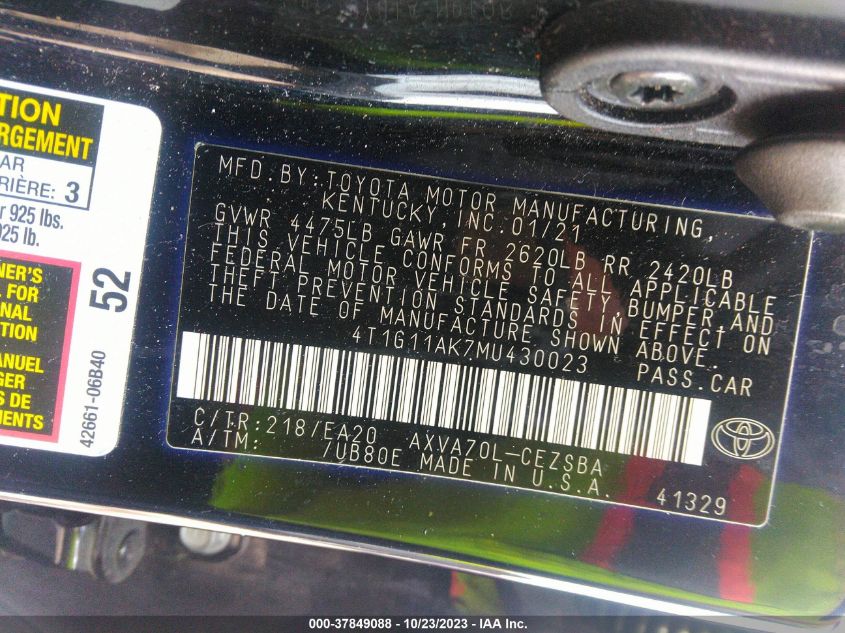 TION
RGEMENT
AR
RIÈRE: 3
925 lbs.
925 lb.
NER'S
FOR
NAL
TION
ANUEL
GER
S DE
MENTS
52
42661-06B40
MFD.BY:TOYOTA MOTOR MANUFACTURING,
KENTUCKY, INC.01/21
GVWR 4475LB GAWR FR 2620LB RR 2420LB
THIS VEHICLE CONFORMS TO ALL APPLICABLE
FEDERAL MOTOR VEHICLE SAFETY,BUMPER,AND
THEFT PREVENTION STANDARDS IN EFFECT ON
THE DATE OF MANUFACTURE SHOWN ABOVE.
4T1G11AK7MU430023 PASS.CAR
C/TR:218/EA20 AXVA70L-CEZSBA
A/TM: /UB80E MADE IN U.S.A.
41329
000-37849088 - 10/23/2023 - IAA Inc.